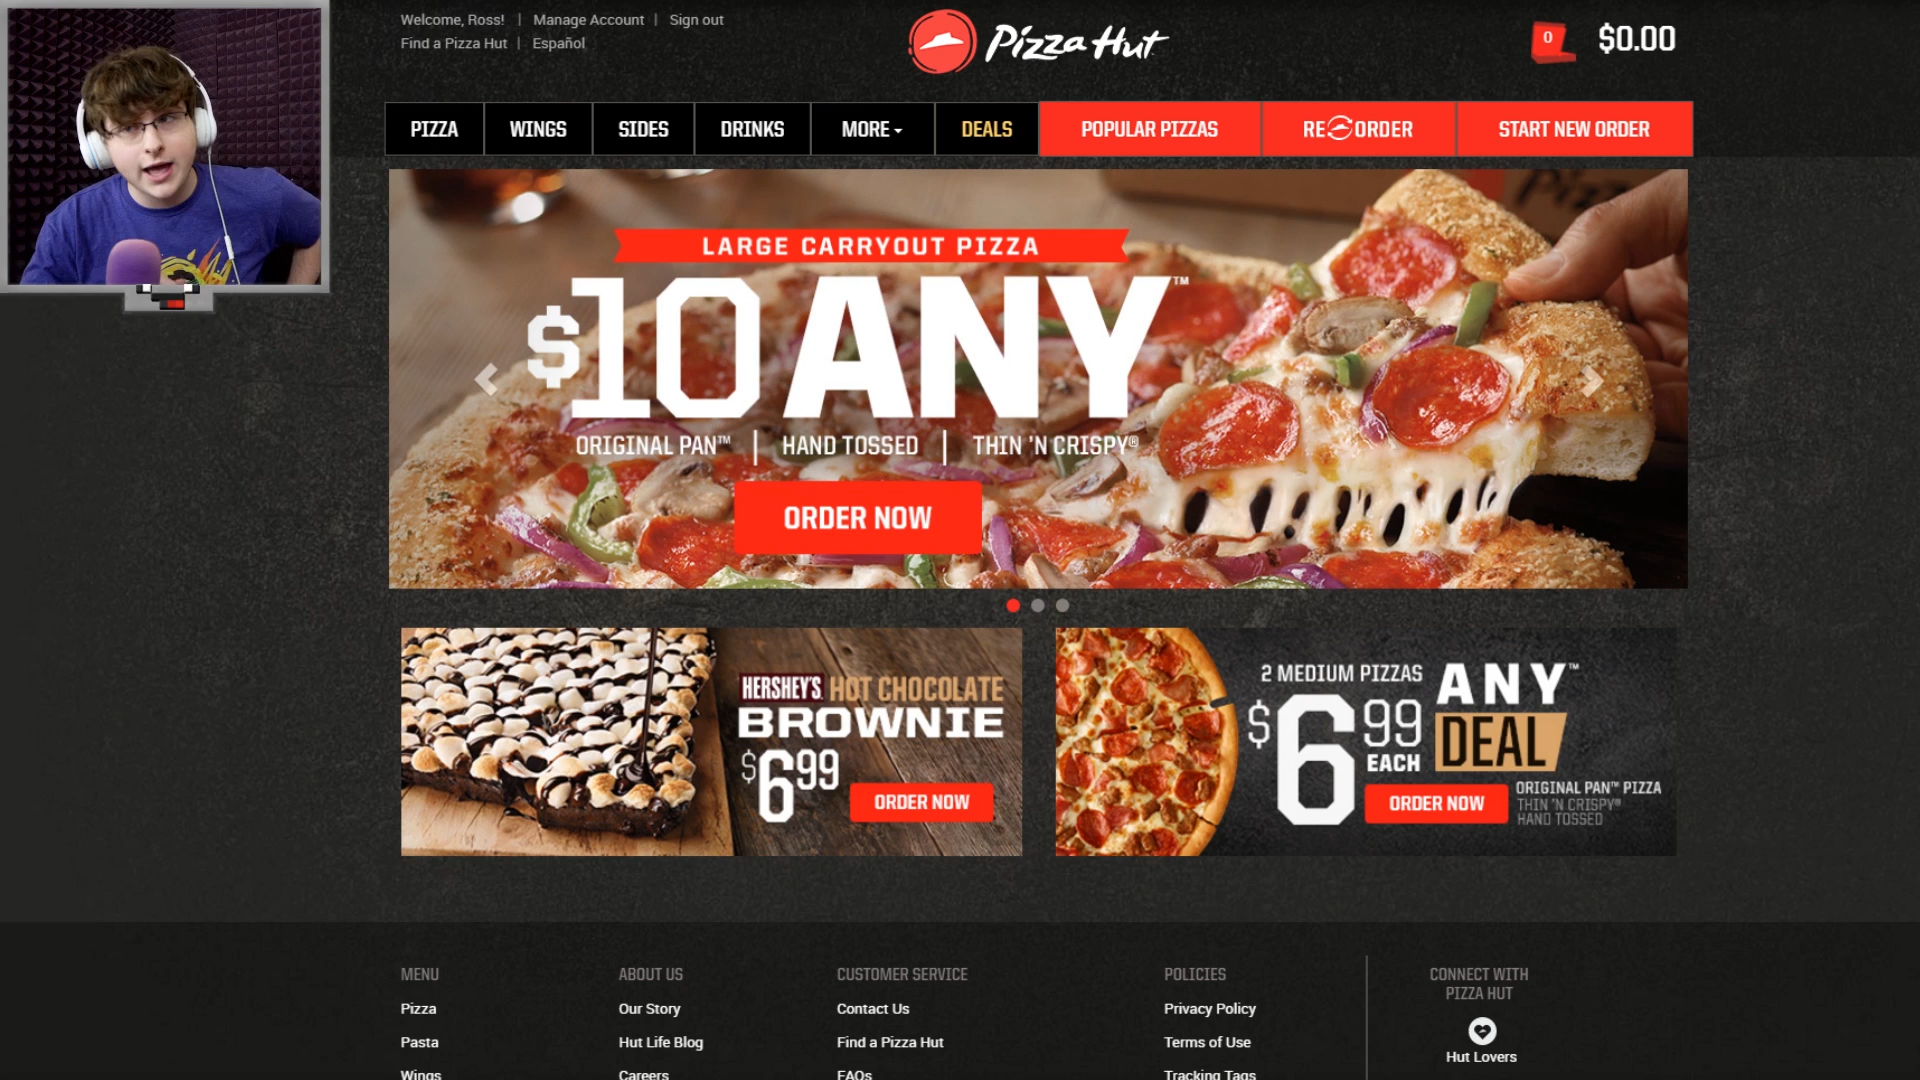 Welcome, Ross! | Manage Account | Sign out
Find a Pizza Hut | Español
Pizza Hut
0
$0.00
PIZZA
WINGS
SIDES
DRINKS
MORE
DEALS
POPULAR PIZZAS
REORDER
START NEW ORDER
LARGE CARRYOUT PIZZA
$10 ANY™
ORIGINAL PAN™ | HAND TOSSED | THIN 'N CRISPY®
ORDER NOW
HERSHEY'S HOT CHOCOLATE
BROWNIE
$6.99
ORDER NOW
2 MEDIUM PIZZAS
$6.99
EACH
ANY™
DEAL
ORDER NOW
ORIGINAL PAN™ PIZZA
THIN 'N CRISPY®
HAND TOSSED
MENU
Pizza
Pasta
Wings
ABOUT US
Our Story
Hut Life Blog
Careers
CUSTOMER SERVICE
Contact Us
Find a Pizza Hut
FAQs
POLICIES
Privacy Policy
Terms of Use
Tracking Tags
CONNECT WITH
PIZZA HUT
Hut Lovers